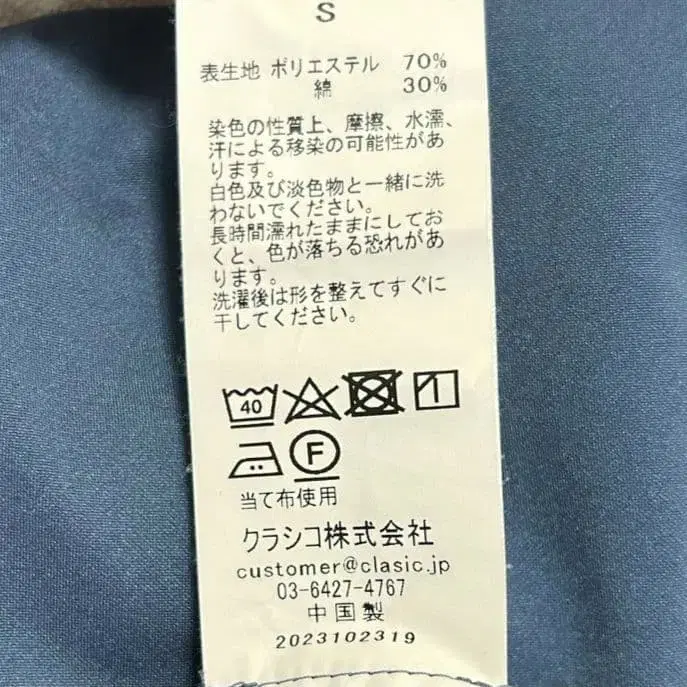 S
表生地 ポリエステル 70%
綿 30%
染色の性質上、摩擦、水濡、
汗による移染の可能性があ
ります。
白色及び淡色物と一緒に洗
わないでください。
長時間濡れたままにしてお
くと、色が落ちる恐れがあ
ります。
洗濯後は形を整えてすぐに
干してください。
40
F
当て布使用
クラシコ株式会社
customer@clasic.jp
03-6427-4767
中国製
2023102319